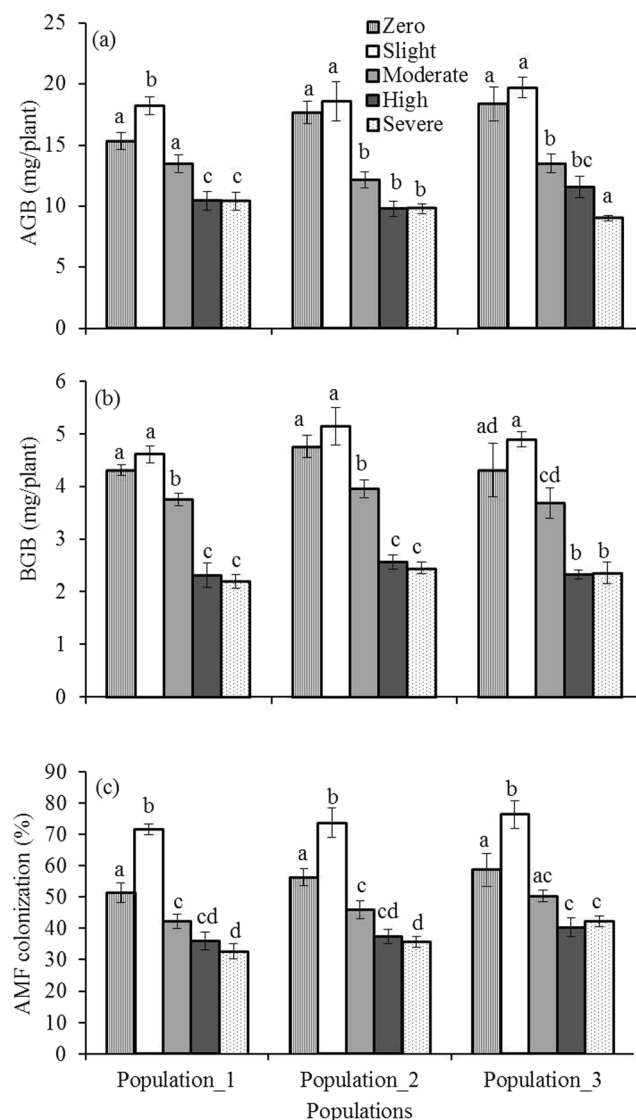 (a)
Zero
Slight
Moderate
High
Severe
25
20
15
10
5
0
AGB (mg/plant)
a b a c c
a a b b b
a a b bc a
(b)
6
5
4
3
2
1
0
BGB (mg/plant)
a a b c c
a a b c c
ad a cd b b
(c)
90
80
70
60
50
40
30
20
10
0
AMF colonization (%)
a b c cd d
a b c cd d
a b ac c c
Population_1 Population_2 Population_3
Populations